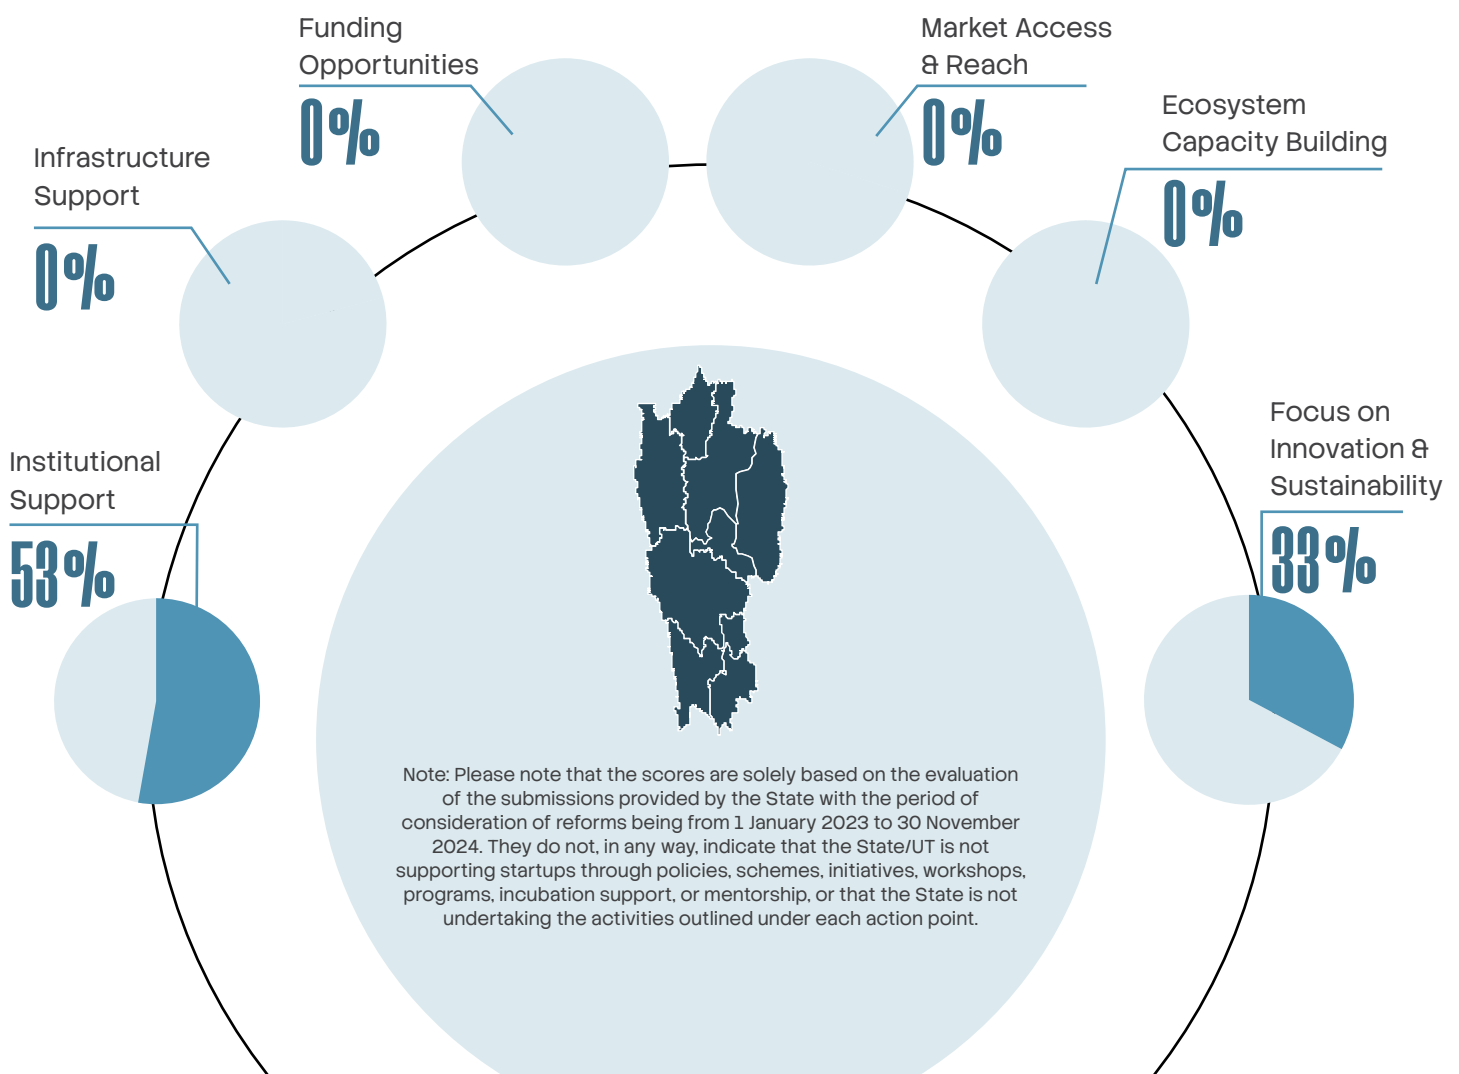 Funding
Opportunities
0%
Market Access
& Reach
0%
Ecosystem
Capacity Building
0%
Infrastructure
Support
0%
Institutional
Support
53%
Focus on
Innovation &
Sustainability
33%
Note: Please note that the scores are solely based on the evaluation
of the submissions provided by the State with the period of
consideration of reforms being from 1 January 2023 to 30 November
2024. They do not, in any way, indicate that the State/UT is not
supporting startups through policies, schemes, initiatives, workshops,
programs, incubation support, or mentorship, or that the State is not
undertaking the activities outlined under each action point.